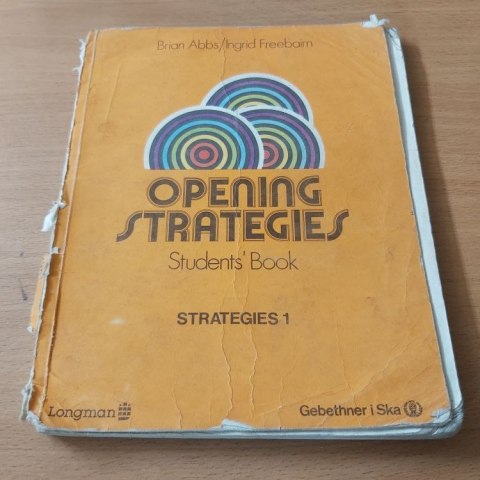 Brian Abbs/Ingrid Freebairn
OPENING
STRATEGIES
Students' Book
STRATEGIES 1
Longman
Gebethner i Ska